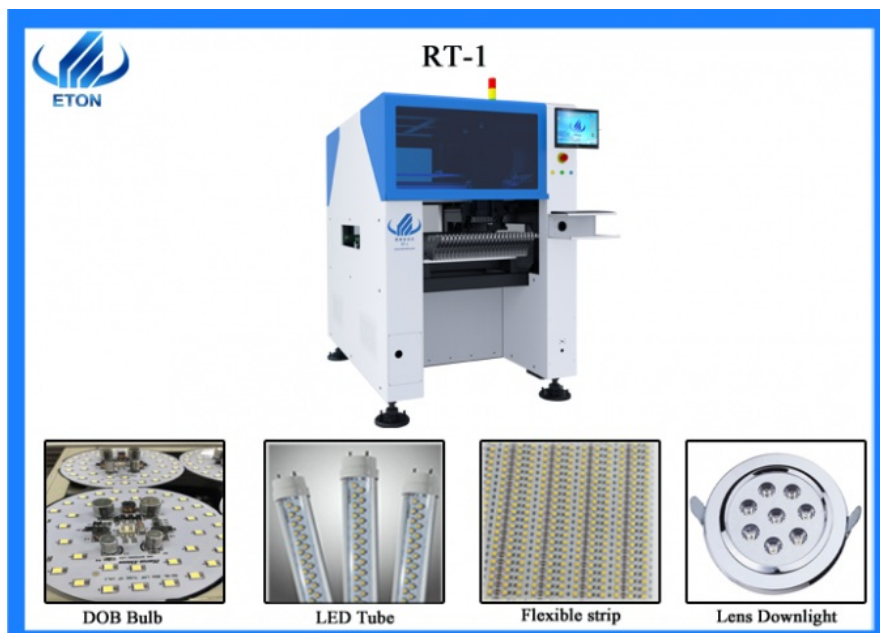 RT-1
ETON
DOB Bulb
LED Tube
Flexible strip
Lens Downlight